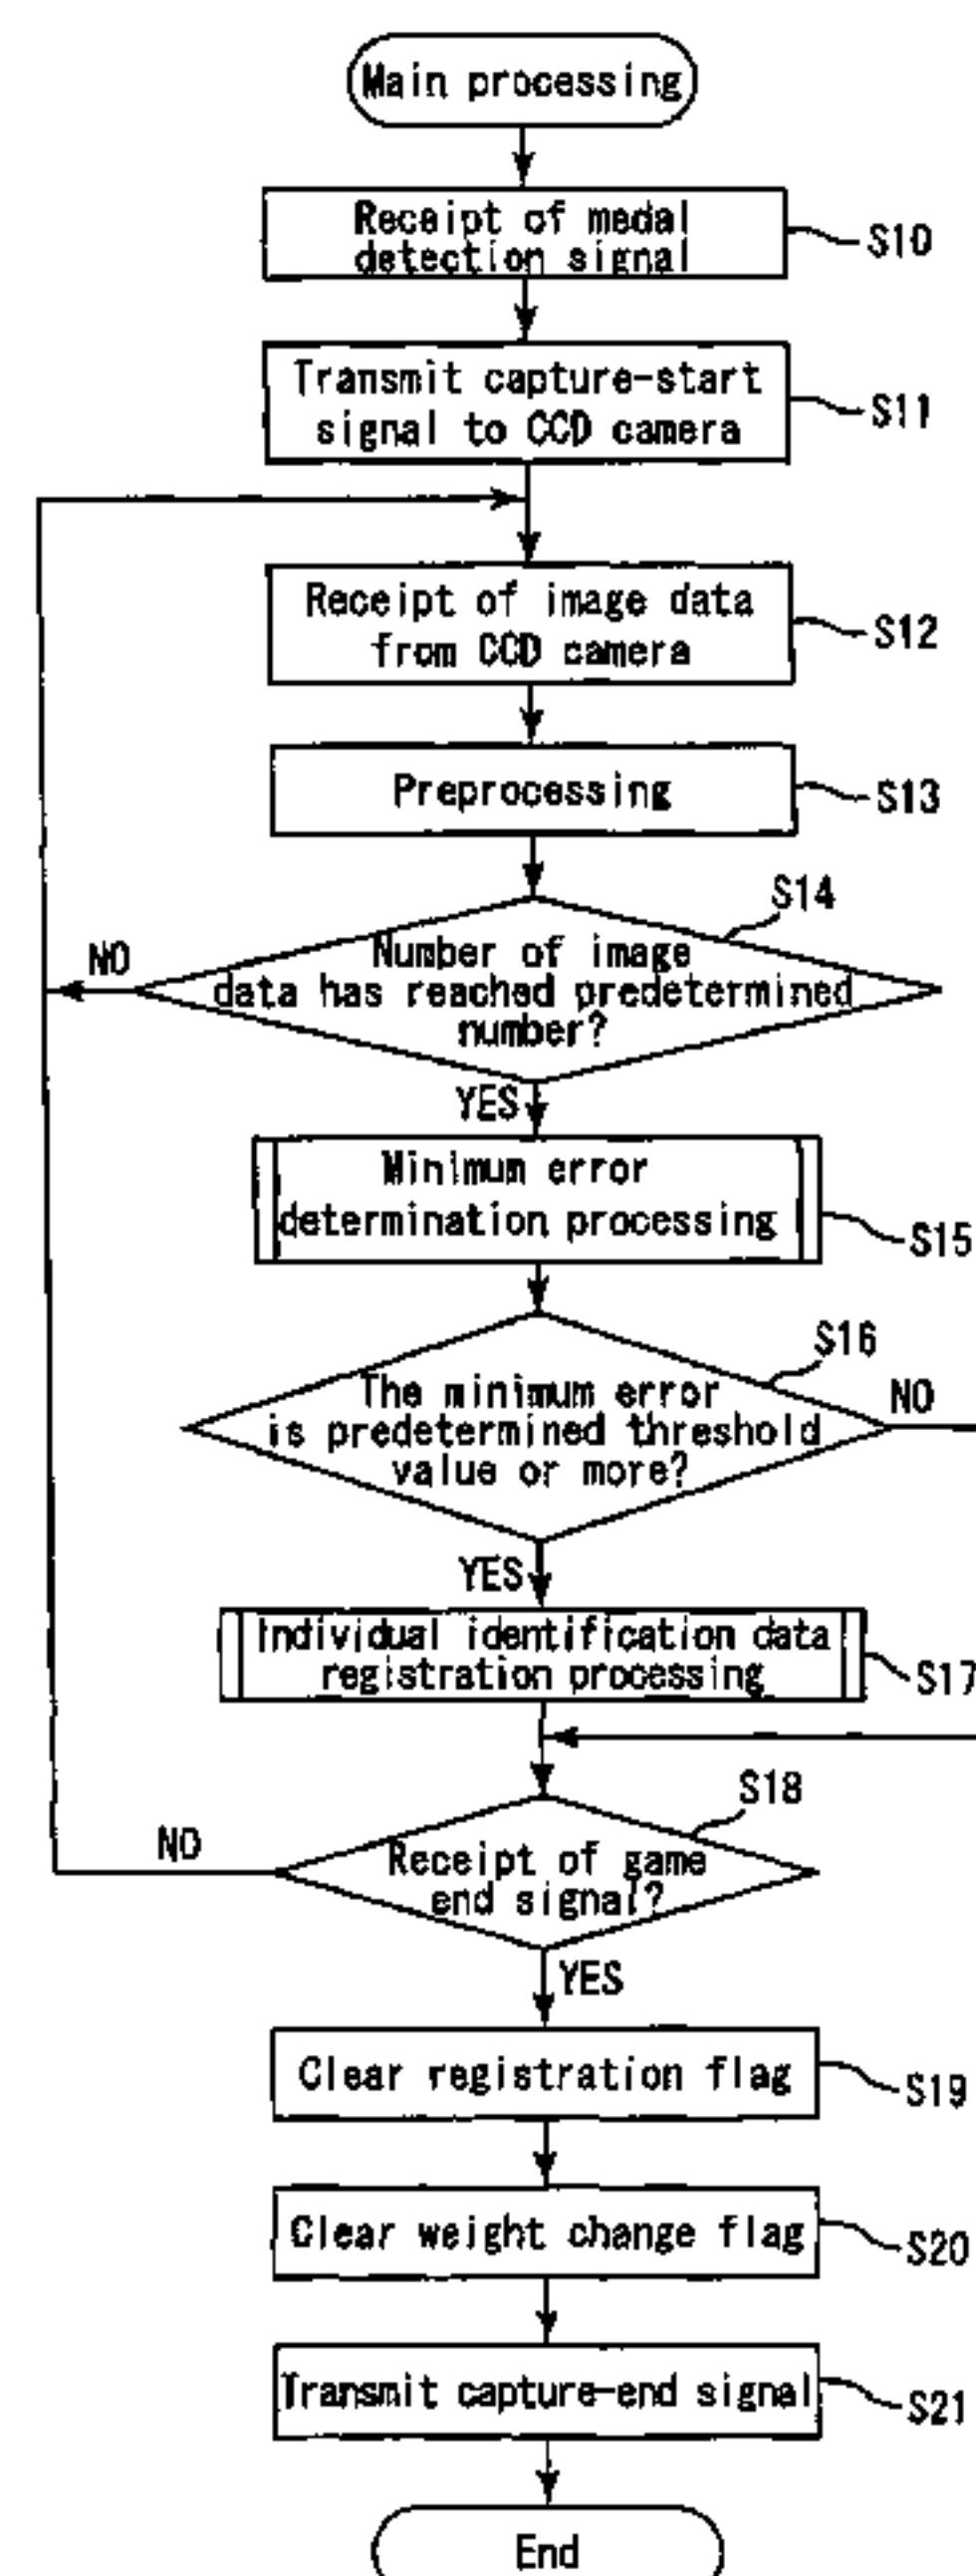 Main processing
Receipt of medal
detection signal
S10
Transmit capture-start
signal to CCD camera
S11
Receipt of image data
from CCD camera
S12
Preprocessing
S13
S14
NO
Number of image
data has reached predetermined
number?
YES
Minimum error
determination processing
S15
S16
The minimum error
is predetermined threshold
value or more?
NO
YES
Individual identification data
registration processing
S17
S18
NO
Receipt of game
end signal?
YES
Clear registration flag
S19
Clear weight change flag
S20
Transmit capture-end signal
S21
End